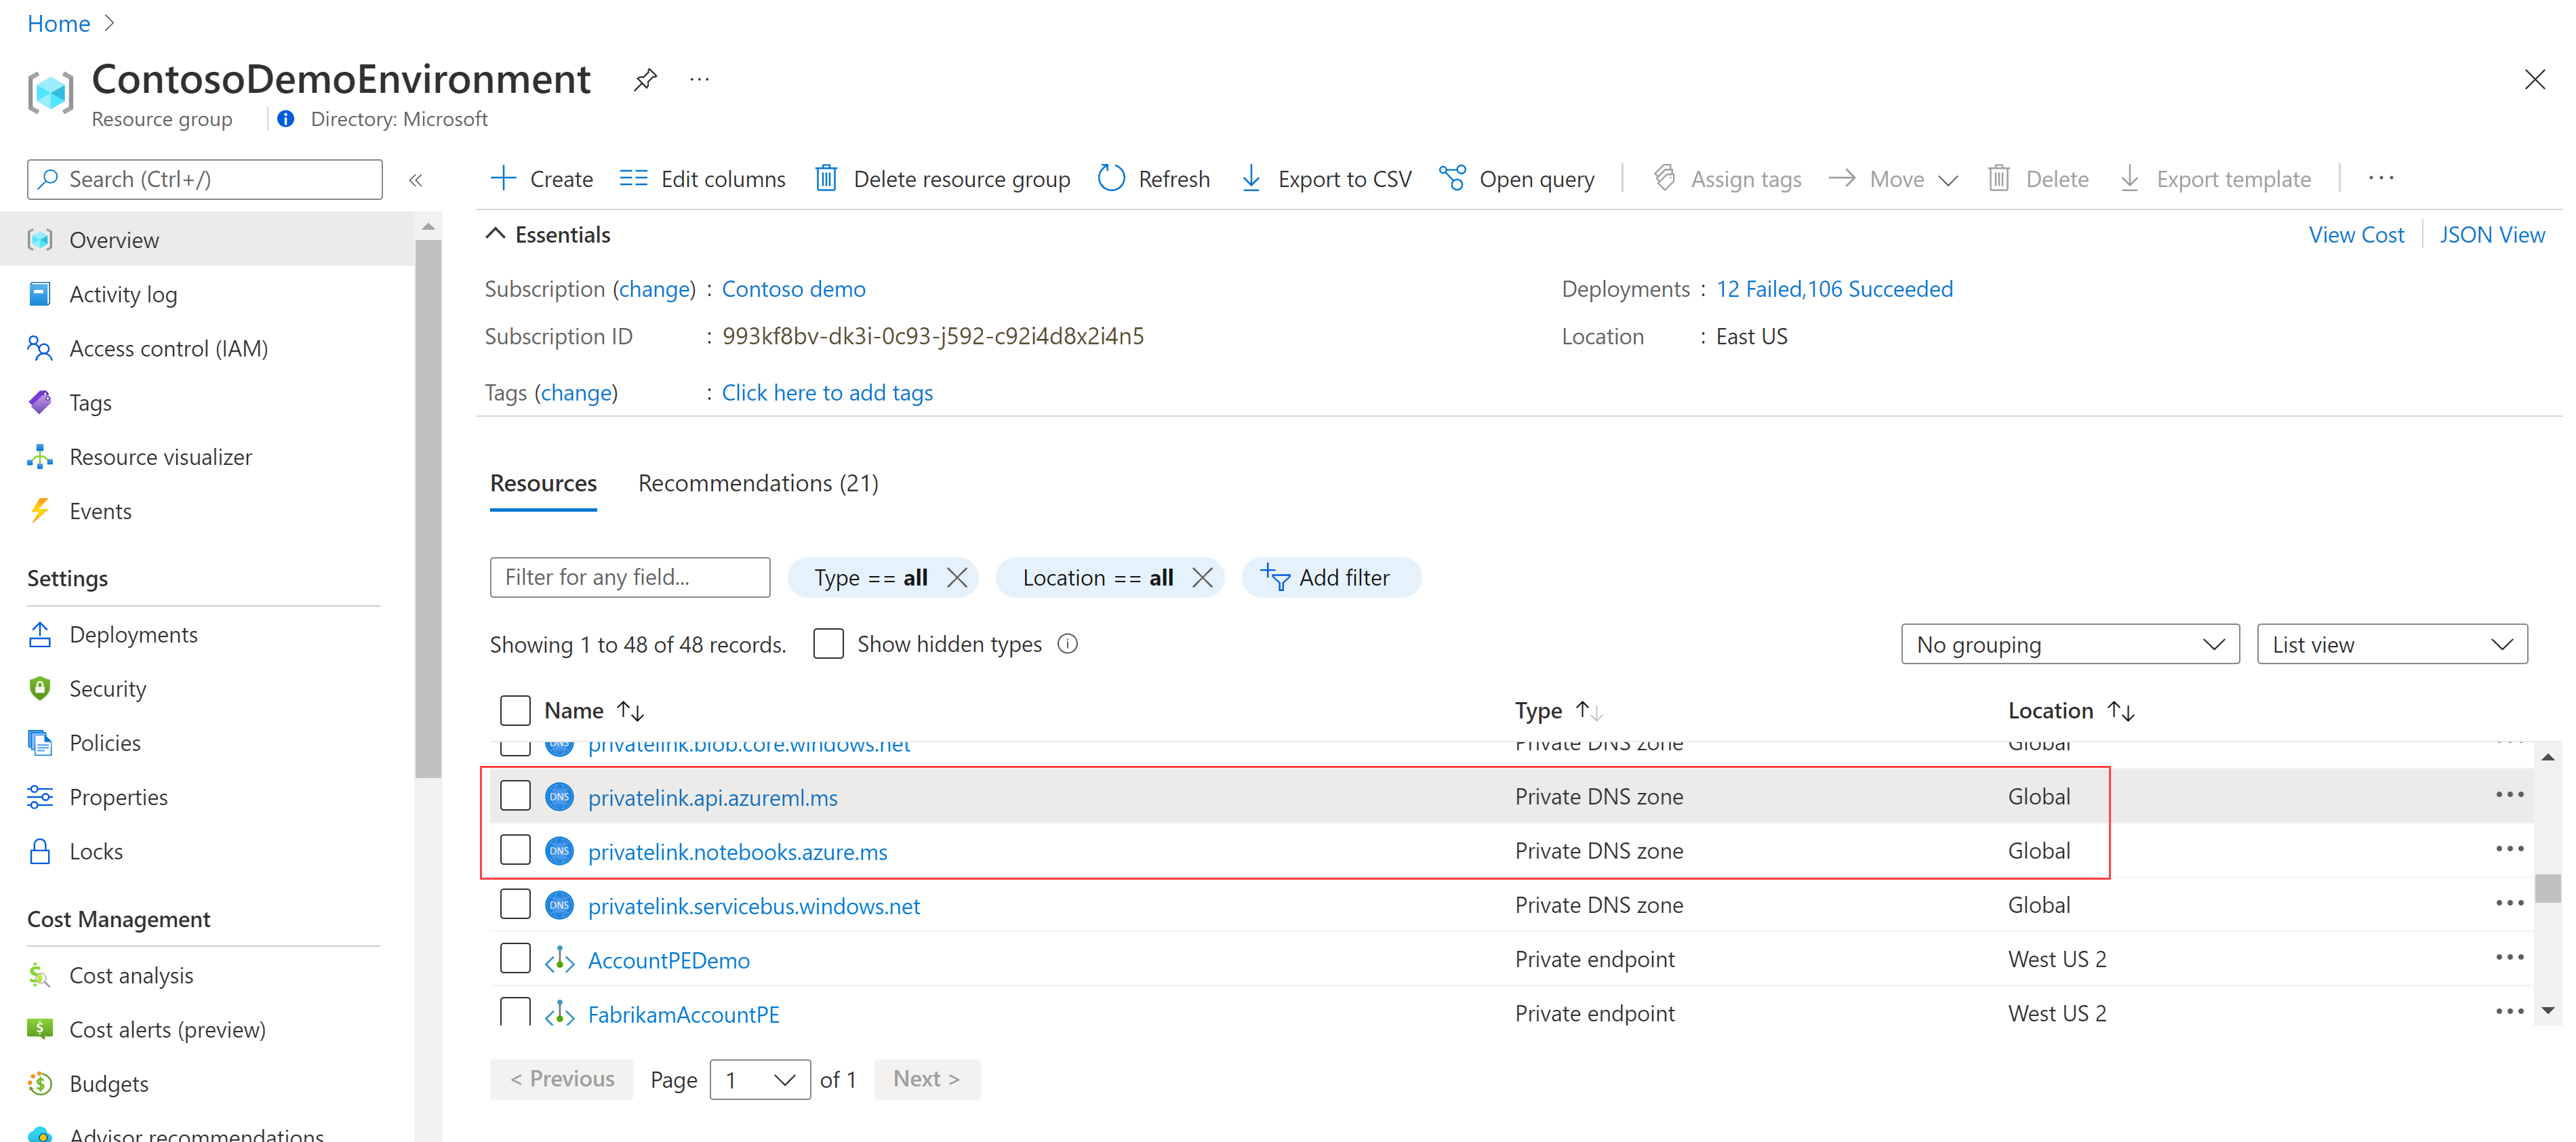 Home
ContosoDemoEnvironment
Resource group
Directory: Microsoft
Search (Ctrl+/)
Create
Edit columns
Delete resource group
Refresh
Export to CSV
Open query
Assign tags
Move
Delete
Export template
Overview
Activity log
Access control (IAM)
Tags
Resource visualizer
Events
Settings
Deployments
Security
Policies
Properties
Locks
Cost Management
Cost analysis
Cost alerts (preview)
Budgets
Advisor recommendations
Essentials
View Cost
JSON View
Subscription (change) : Contoso demo
Deployments : 12 Failed,106 Succeeded
Subscription ID : 993kf8bv-dk3i-0c93-j592-c92i4d8x2i4n5
Location : East US
Tags (change) : Click here to add tags
Resources
Recommendations (21)
Filter for any field...
Type == all
Location == all
Add filter
Showing 1 to 48 of 48 records.
Show hidden types
No grouping
List view
Name Type Location
DNS privatelink.blob.core.windows.net Private DNS zone Global
DNS privatelink.api.azureml.ms Private DNS zone Global
DNS privatelink.notebooks.azure.ms Private DNS zone Global
DNS privatelink.servicebus.windows.net Private DNS zone Global
AccountPEDemo Private endpoint West US 2
FabrikamAccountPE Private endpoint West US 2
< Previous Page 1 of 1 Next >